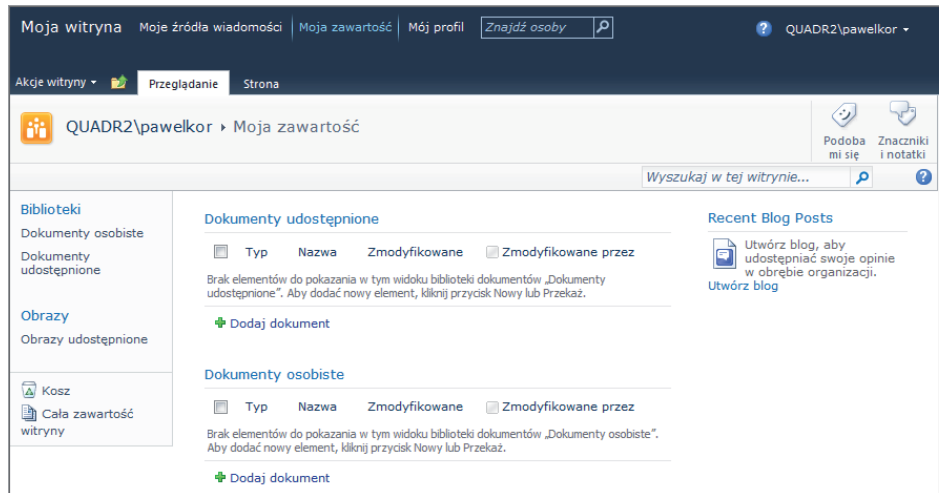 Moja witryna Moje źródła wiadomości Moja zawartość Mój profil Znajdź osoby QUADR2\pawelkor
Akcje witryny Przeglądanie Strona
QUADR2\pawelkor Moja zawartość
Podoba mi się
Znaczniki i notatki
Wyszukaj w tej witrynie...
Biblioteki
Dokumenty osobiste
Dokumenty
udostępnione
Obrazy
Obrazy udostępnione
Kosz
Cała zawartość
witryny
Dokumenty udostępnione
Typ Nazwa Zmodyfikowane Zmodyfikowane przez
Brak elementów do pokazania w tym widoku biblioteki dokumentów „Dokumenty
udostępnione”. Aby dodać nowy element, kliknij przycisk Nowy lub Przekaż.
Dodaj dokument
Dokumenty osobiste
Typ Nazwa Zmodyfikowane Zmodyfikowane przez
Brak elementów do pokazania w tym widoku biblioteki dokumentów „Dokumenty osobiste”.
Aby dodać nowy element, kliknij przycisk Nowy lub Przekaż.
Dodaj dokument
Recent Blog Posts
Utwórz blog, aby
udostępniać swoje opinie
w obrębie organizacji.
Utwórz blog